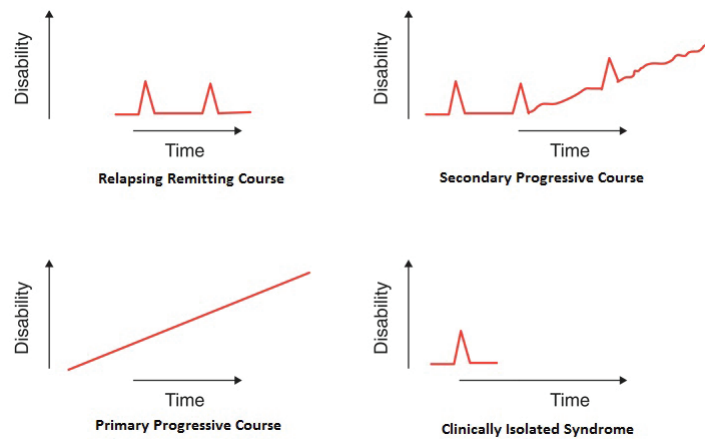 Disability
Time
Relapsing Remitting Course
Disability
Time
Secondary Progressive Course
Disability
Time
Primary Progressive Course
Disability
Time
Clinically Isolated Syndrome